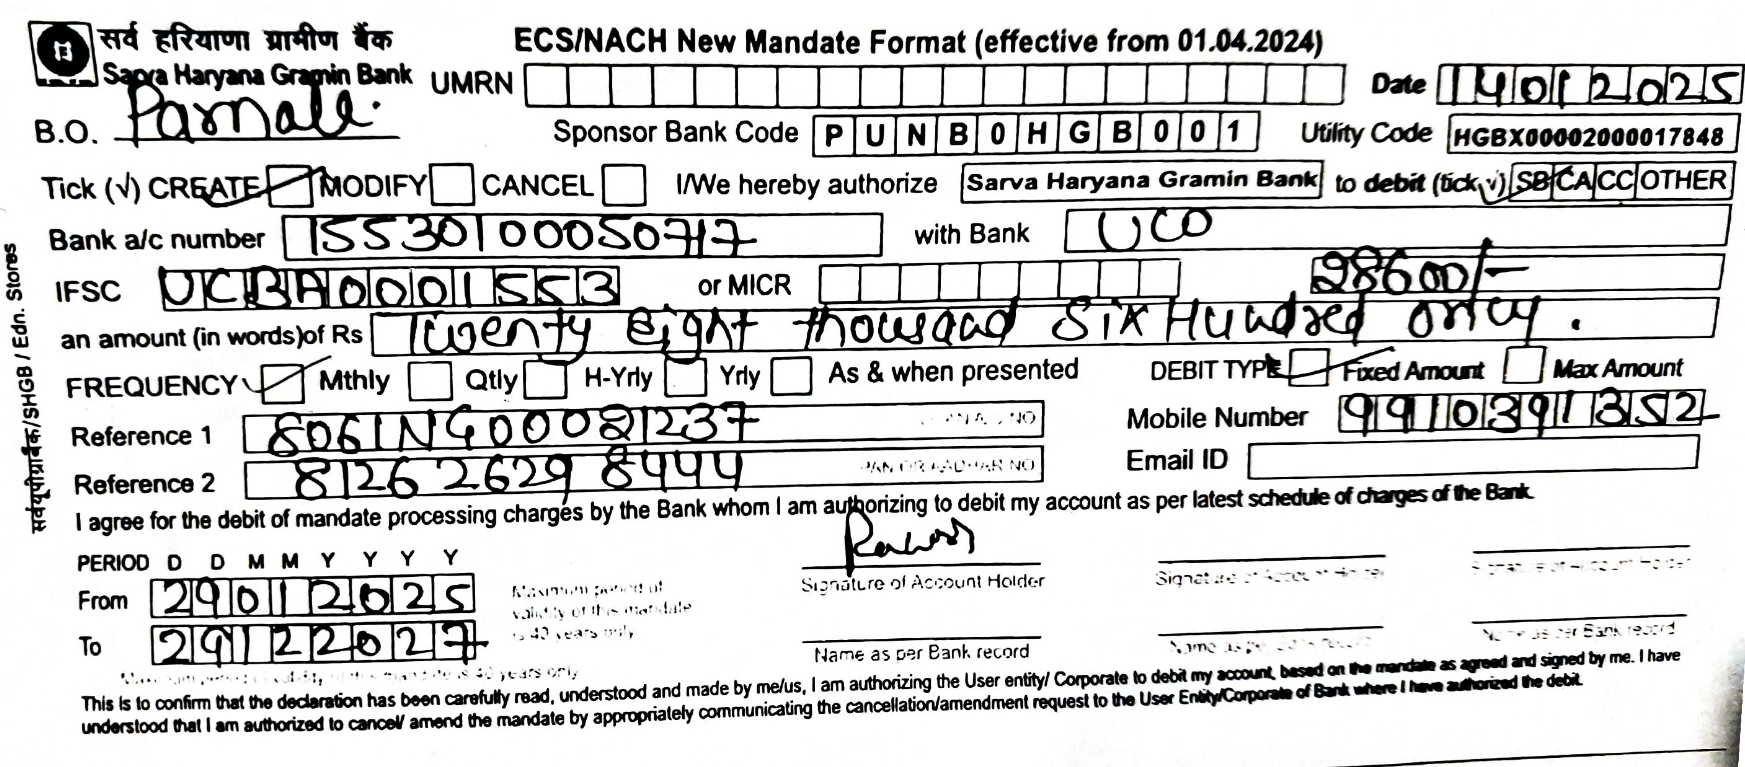 सर्व हरियाणा ग्रामीण बैंक
Sarva Haryana Gramin Bank
ECS/NACH New Mandate Format (effective from 01.04.2024)
UMRN Date 14012025
B.O. Parnala. Sponsor Bank Code PUNB0HGB001 Utility Code HGBX00002000017848
Tick (√) CREATE MODIFY CANCEL I/We hereby authorize Sarva Haryana Gramin Bank to debit (tick √) SB CA CC OTHER
Bank a/c number 15530100050717 with Bank UCO
IFSC UCBA0001553 or MICR 28600/-
an amount (in words)of Rs Twenty eight thousand Six Hundred only.
FREQUENCY Mthly Qtly H-Yrly Yrly As & when presented DEBIT TYPE Fixed Amount Max Amount
Reference 1 8061NG00081237 Mobile Number 9910391352
Reference 2 8126 2629 8444 PAN OR AADHAR NO Email ID
I agree for the debit of mandate processing charges by the Bank whom I am authorizing to debit my account as per latest schedule of charges of the Bank.
PERIOD D D M M Y Y Y Y
From 29012025
To 29122027
Maximum period of
validity of this mandate
is 40 years only
Signature of Account Holder Signature of Account Holder Signature of Account Holder
Name as per Bank record Name as per Bank record Name as per Bank record
Maximum period of validity of this mandate is 40 years only
This is to confirm that the declaration has been carefully read, understood and made by me/us, I am authorizing the User entity/ Corporate to debit my account, based on the mandate as agreed and signed by me. I have
understood that I am authorized to cancel/ amend the mandate by appropriately communicating the cancellation/amendment request to the User Entity/Corporate of Bank where I have authorized the debit.
सर्वयूपीग्राबैंक/SHGB / Edn. Stores